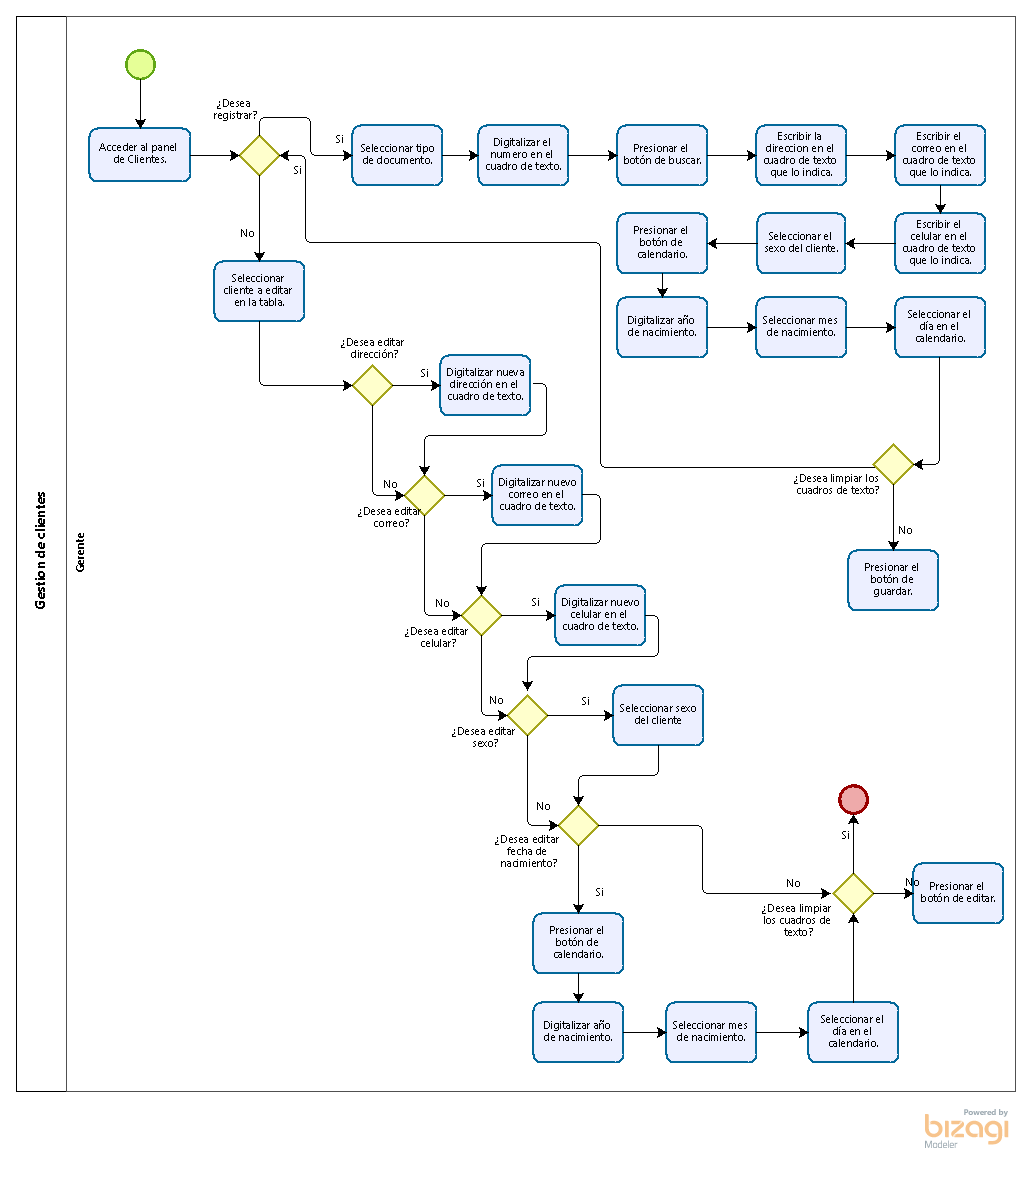 Gestion de clientes
Gerente
Acceder al panel
de Clientes.
¿Desea
registrar?
Si
Si
No
Seleccionar tipo
de documento.
Digitalizar el
numero en el
cuadro de texto.
Presionar el
botón de buscar.
Escribir la
direccion en el
cuadro de texto
que lo indica.
Escribir el
correo en el
cuadro de texto
que lo indica.
Escribir el
celular en el
cuadro de texto
que lo indica.
Seleccionar el
sexo del cliente.
Presionar el
botón de
calendario.
Digitalizar año
de nacimiento.
Seleccionar mes
de nacimiento.
Seleccionar el
día en el
calendario.
¿Desea limpiar los
cuadros de texto?
No
Presionar el
botón de
guardar.
Seleccionar
cliente a editar
en la tabla.
¿Desea editar
dirección?
Si
Digitalizar nueva
dirección en el
cuadro de texto.
No
¿Desea editar
correo?
Si
Digitalizar nuevo
correo en el
cuadro de texto.
No
¿Desea editar
celular?
Si
Digitalizar nuevo
celular en el
cuadro de texto.
No
¿Desea editar
sexo?
Si
Seleccionar sexo
del cliente
No
¿Desea editar
fecha de
nacimiento?
No
Si
Presionar el
botón de
calendario.
Digitalizar año
de nacimiento.
Seleccionar mes
de nacimiento.
Seleccionar el
día en el
calendario.
¿Desea limpiar
los cuadros de
texto?
Si
No
Presionar el
botón de editar.
Powered by
bizagi
Modeler